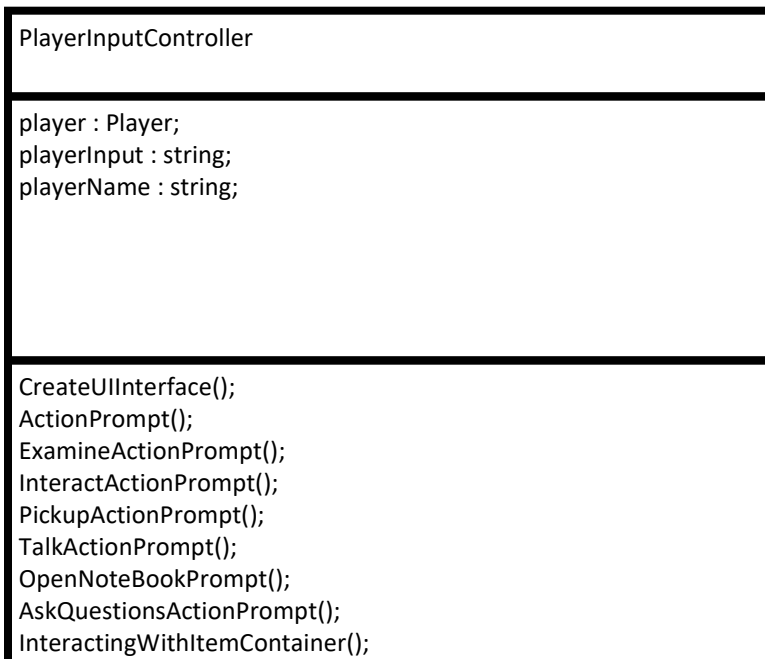 PlayerInputController
player : Player;
playerInput : string;
playerName : string;
CreateUIInterface();
ActionPrompt();
ExamineActionPrompt();
InteractActionPrompt();
PickupActionPrompt();
TalkActionPrompt();
OpenNoteBookPrompt();
AskQuestionsActionPrompt();
InteractingWithItemContainer();